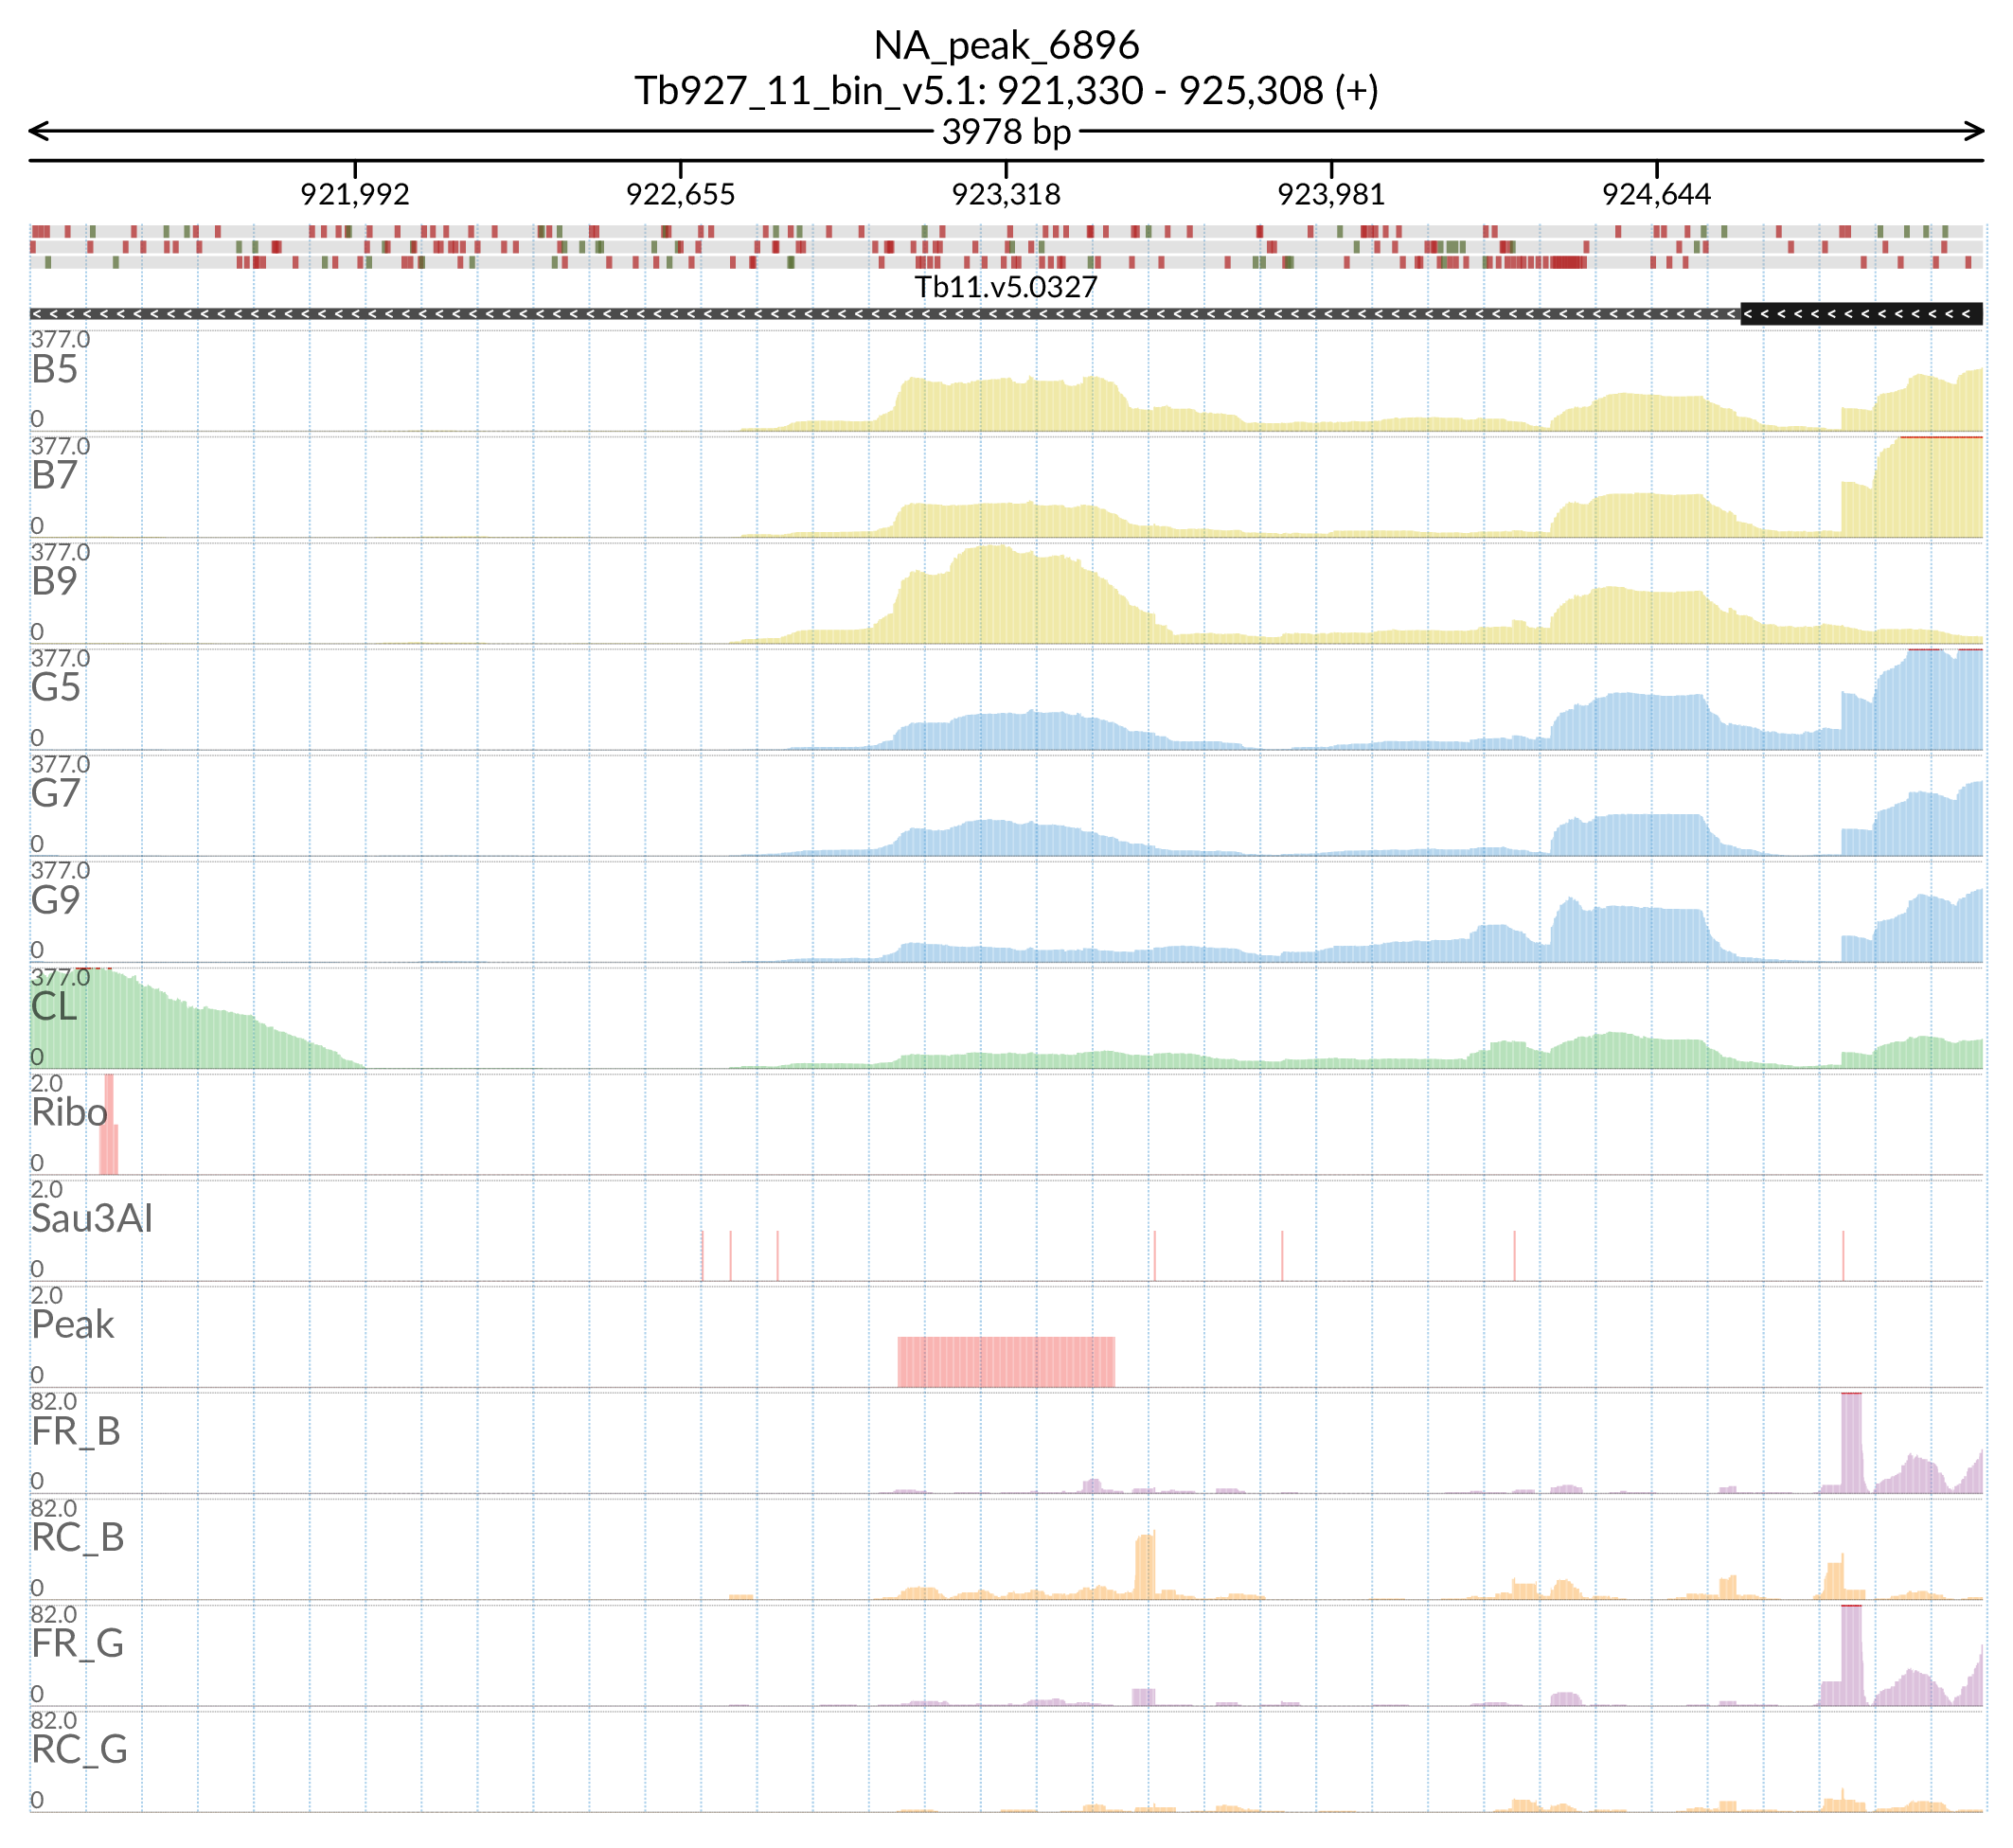 NA_peak_6896
Tb927_11_bin_v5.1: 921,330 - 925,308 (+)
3978 bp
921,992 922,655 923,318 923,981 924,644
Tb11.v5.0327
377.0
B5
0
377.0
B7
0
377.0
B9
0
377.0
G5
0
377.0
G7
0
377.0
G9
0
377.0
CL
0
2.0
Ribo
0
2.0
Sau3AI
0
2.0
Peak
0
82.0
FR_B
0
82.0
RC_B
0
82.0
FR_G
0
82.0
RC_G
0